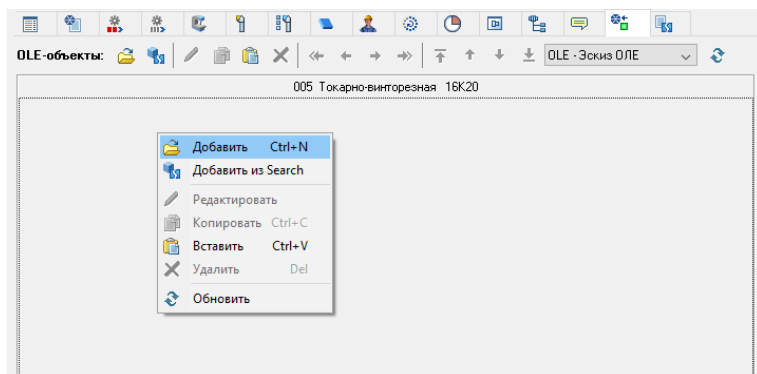 OLE-объекты: OLE - Эскиз ОЛЕ
005 Токарно-винторезная 16К20
Добавить Ctrl+N
Добавить из Search
Редактировать
Копировать Ctrl+C
Вставить Ctrl+V
Удалить Del
Обновить